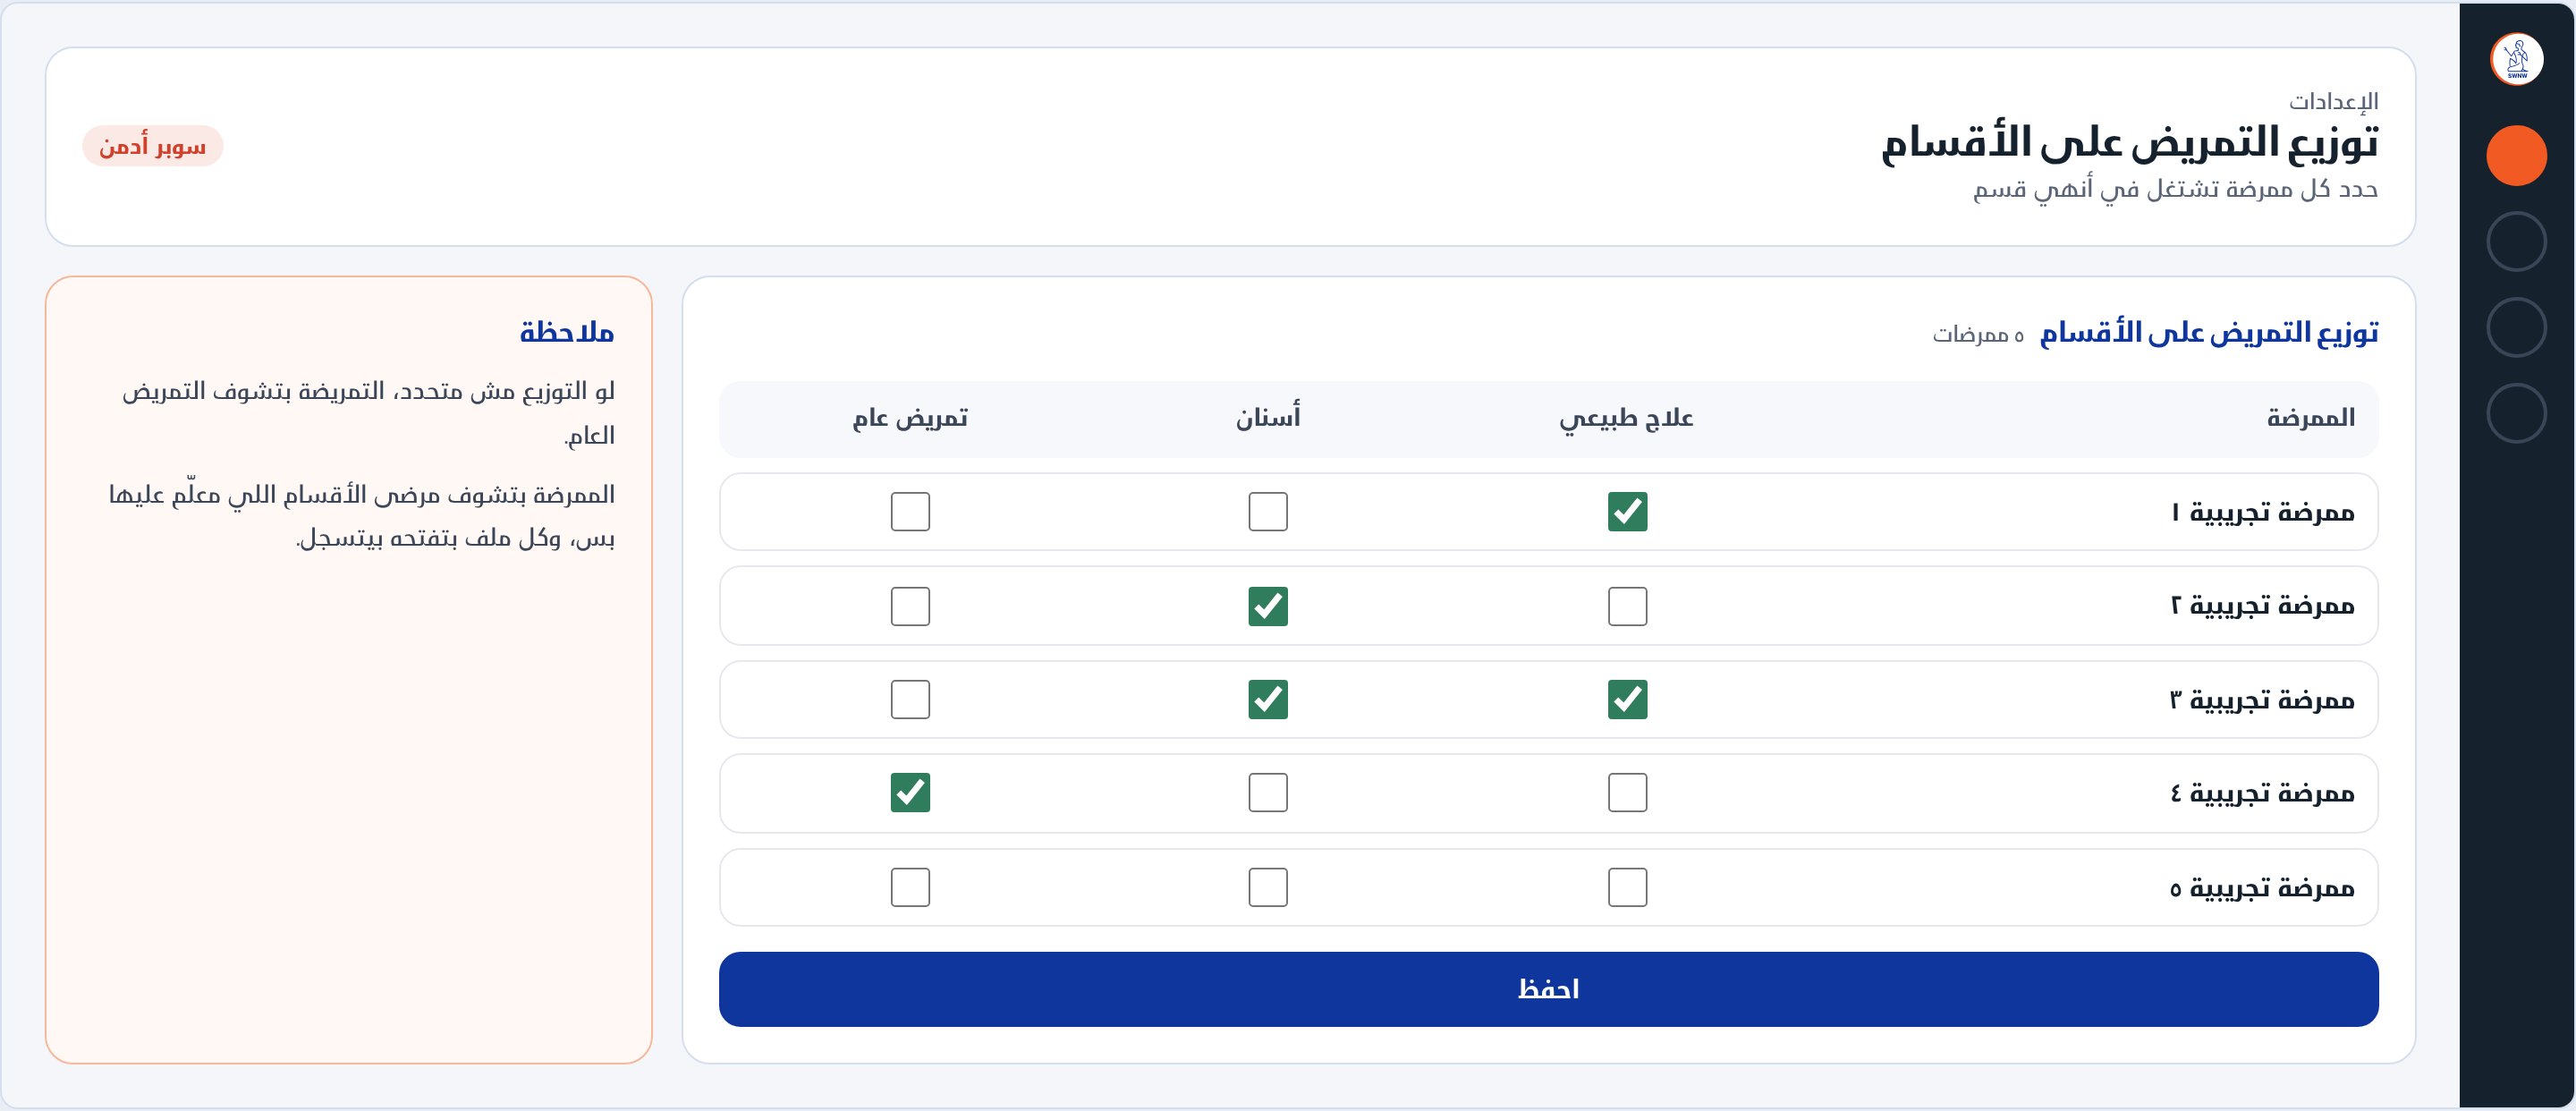 SWNW
الإعدادات
توزيع التمريض على الأقسام
حدد كل ممرضة تشتغل في أنهي قسم
سوبر أدمن
توزيع التمريض على الأقسام ٥ ممرضات
الممرضة علاج طبيعي أسنان تمريض عام
ممرضة تجريبية ١
ممرضة تجريبية ٢
ممرضة تجريبية ٣
ممرضة تجريبية ٤
ممرضة تجريبية ٥
احفظ
ملاحظة
لو التوزيع مش متحدد، التمريضة بتشوف التمريض
العام.
الممرضة بتشوف مرضى الأقسام اللي معلّم عليها
بس، وكل ملف بتفتحه بيتسجل.